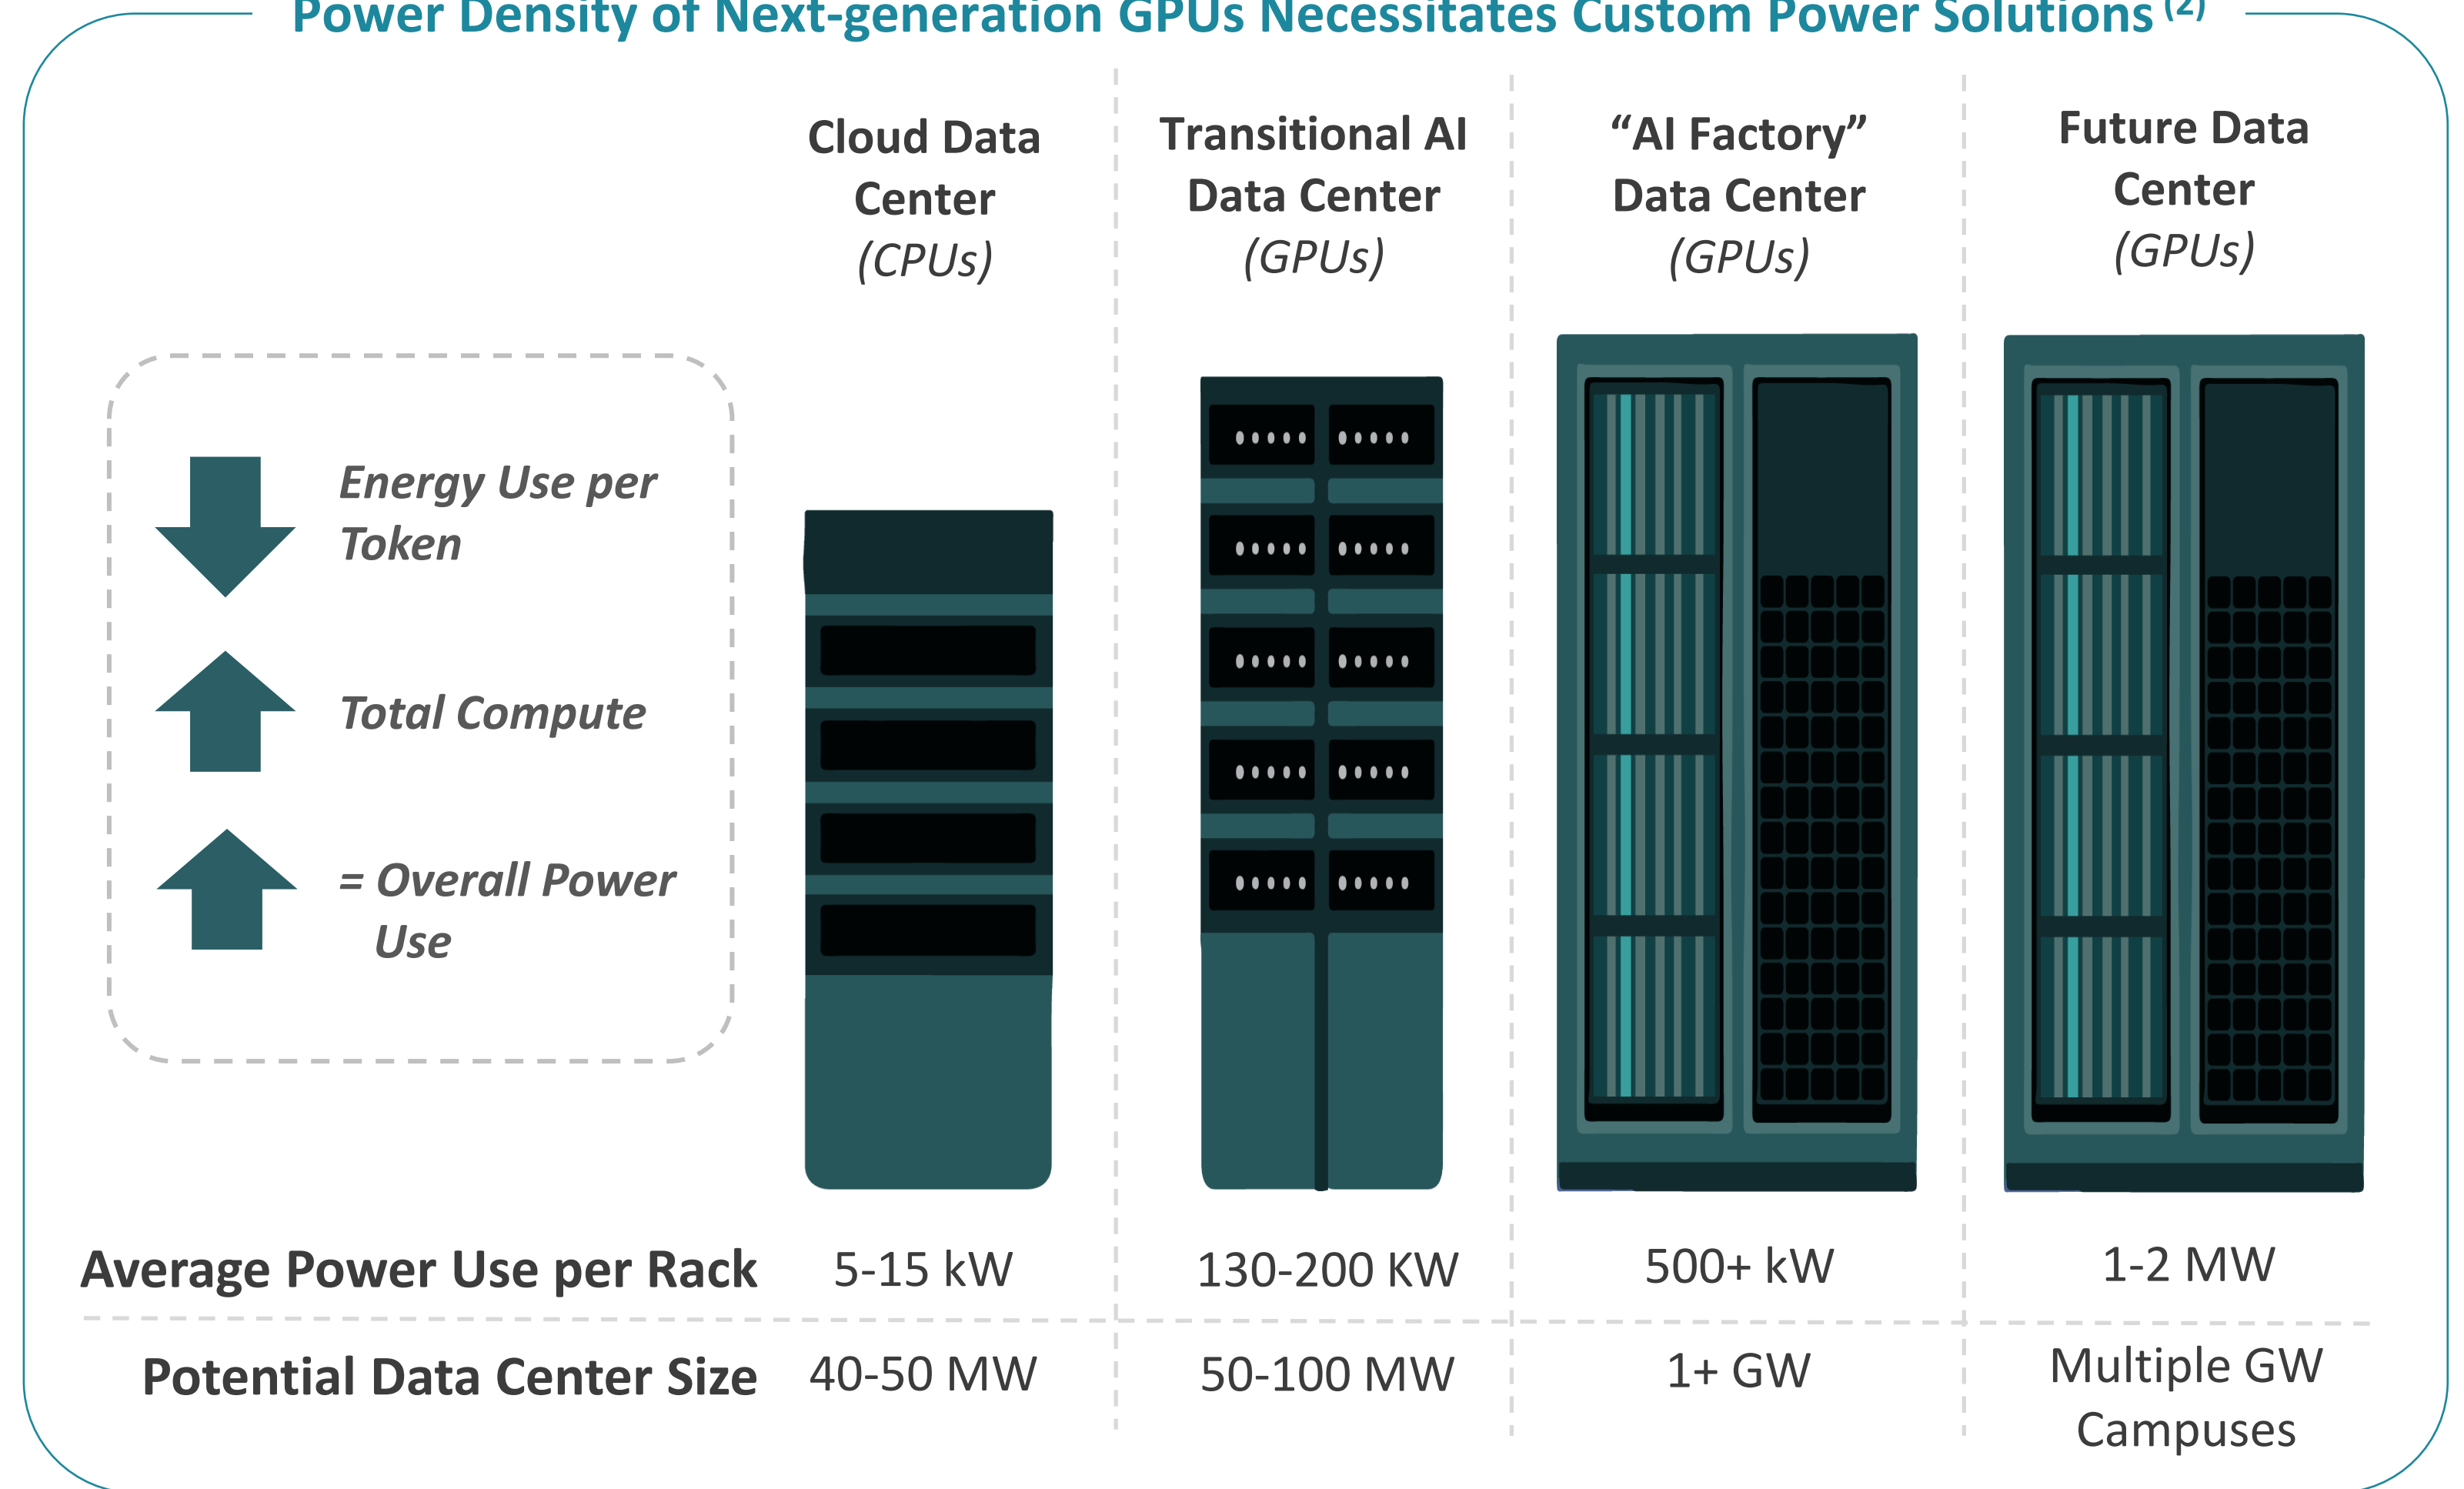 Power Density of Next-generation GPUs Necessitates Custom Power Solutions(2)
Cloud Data
Center
(CPUs)
Transitional AI
Data Center
(GPUs)
“AI Factory”
Data Center
(GPUs)
Future Data
Center
(GPUs)
Energy Use per
Token
Total Compute
= Overall Power
Use
Average Power Use per Rack
5-15 kW
130-200 KW
500+ kW
1-2 MW
Potential Data Center Size
40-50 MW
50-100 MW
1+ GW
Multiple GW
Campuses